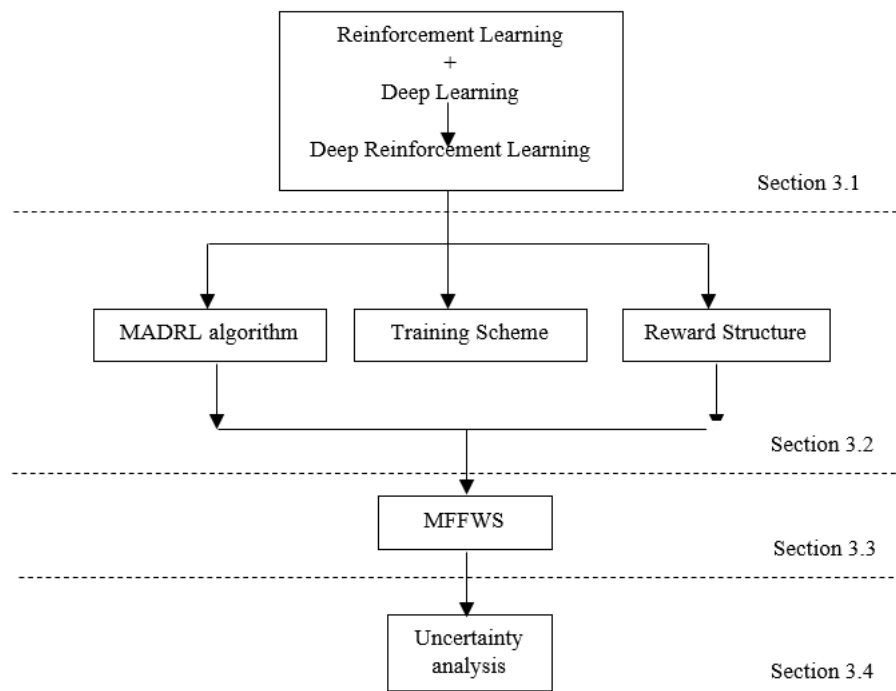 Reinforcement Learning
+
Deep Learning
Deep Reinforcement Learning
Section 3.1
MADRL algorithm
Training Scheme
Reward Structure
Section 3.2
MFFWS
Section 3.3
Uncertainty
analysis
Section 3.4